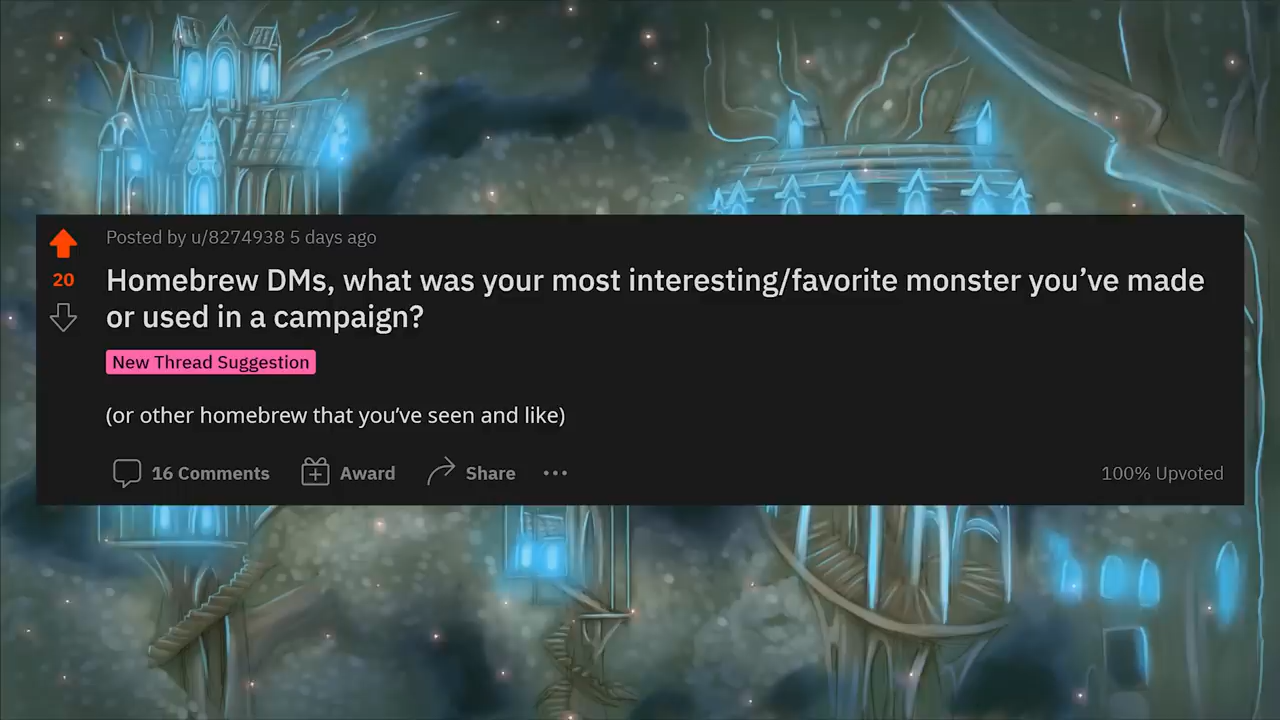 Posted by u/8274938 5 days ago
20
Homebrew DMs, what was your most interesting/favorite monster you’ve made
or used in a campaign?
New Thread Suggestion
(or other homebrew that you’ve seen and like)
16 Comments Award Share ••• 100% Upvoted